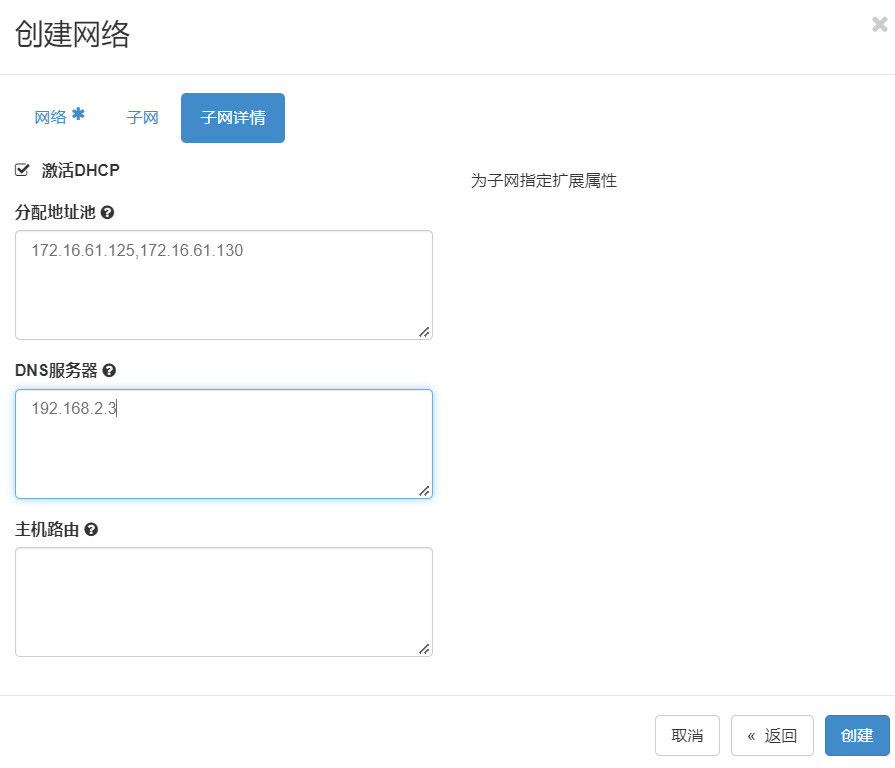 创建网络
×
网络 * 子网 子网详情
激活DHCP
为子网指定扩展属性
分配地址池
172.16.61.125,172.16.61.130
DNS服务器
192.168.2.3
主机路由
取消 « 返回 创建